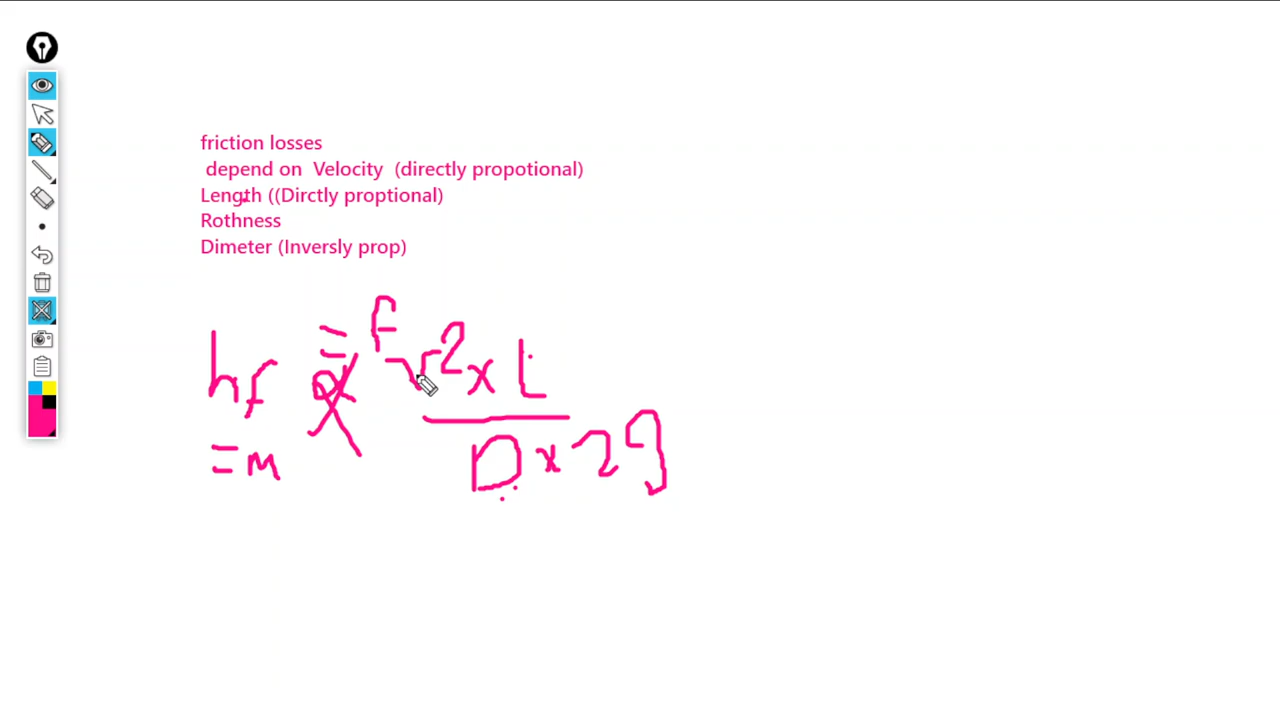 friction losses
depend on Velocity (directly propotional)
Length ((Dirctly proptional)
Rothness
Dimeter (Inversly prop)
hf = f v2 x L
D x 2g
= m